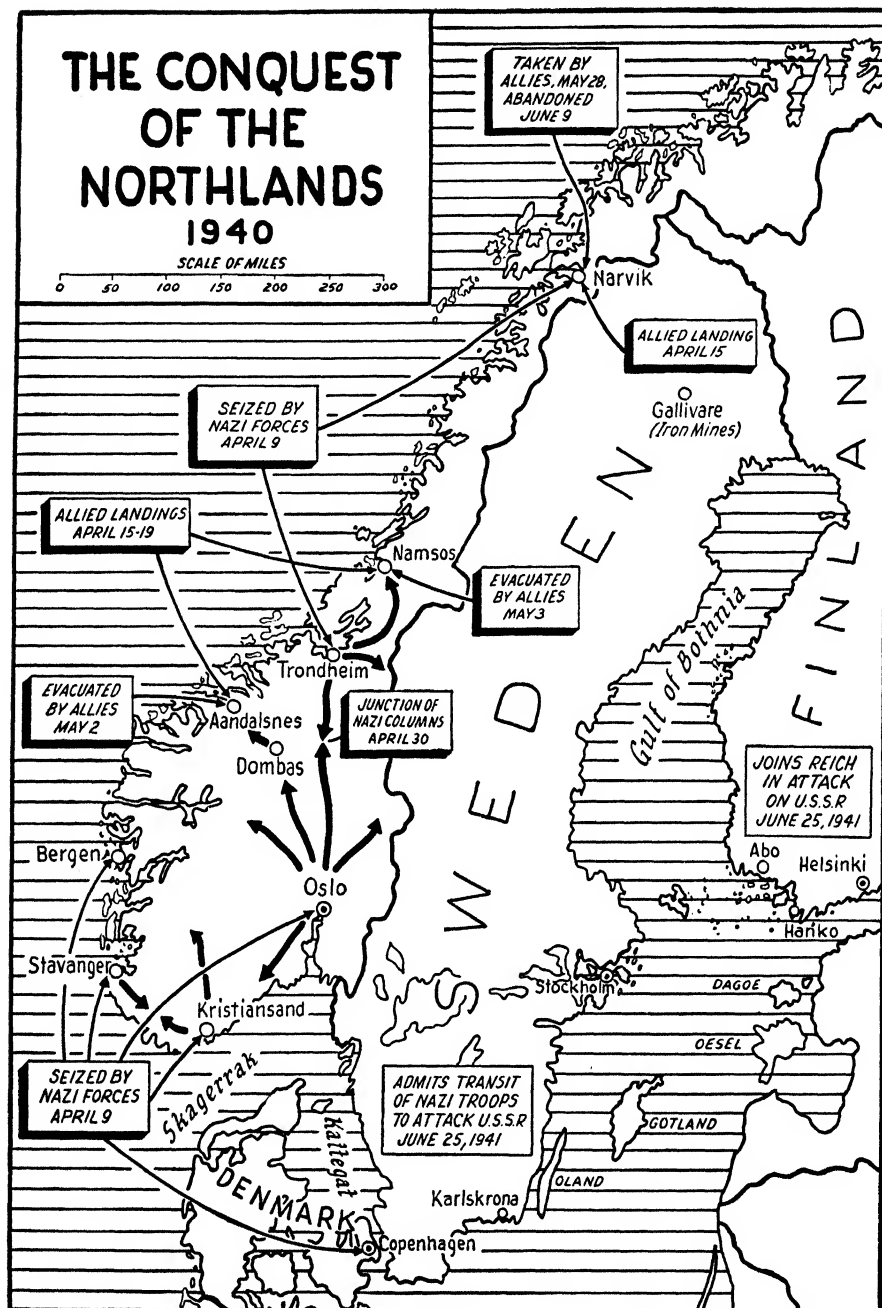 THE CONQUEST
OF THE
NORTHLANDS
1940
SCALE OF MILES
0 50 100 150 200 250 300
TAKEN BY
ALLIES, MAY 28,
ABANDONED
JUNE 9
Narvik
ALLIED LANDING
APRIL 15
Gallivare
(Iron Mines)
SEIZED BY
NAZI FORCES
APRIL 9
ALLIED LANDINGS
APRIL 15-19
Namsos
EVACUATED
BY ALLIES
MAY 3
Trondheim
EVACUATED
BY ALLIES
MAY 2
Aandalsnes
JUNCTION OF
NAZI COLUMNS
APRIL 30
Dombas
SWEDEN
FINLAND
Gulf of Bothnia
JOINS REICH
IN ATTACK
ON U.S.S.R
JUNE 25, 1941
Bergen
Abo
Helsinki
Oslo
Hanko
Stavanger
Stockholm
DAGOE
Kristiansand
OESEL
SEIZED BY
NAZI FORCES
APRIL 9
Skagerrak
ADMITS TRANSIT
OF NAZI TROOPS
TO ATTACK U.S.S.R
JUNE 25, 1941
GOTLAND
Kattegat
DENMARK
OLAND
Karlskrona
Copenhagen